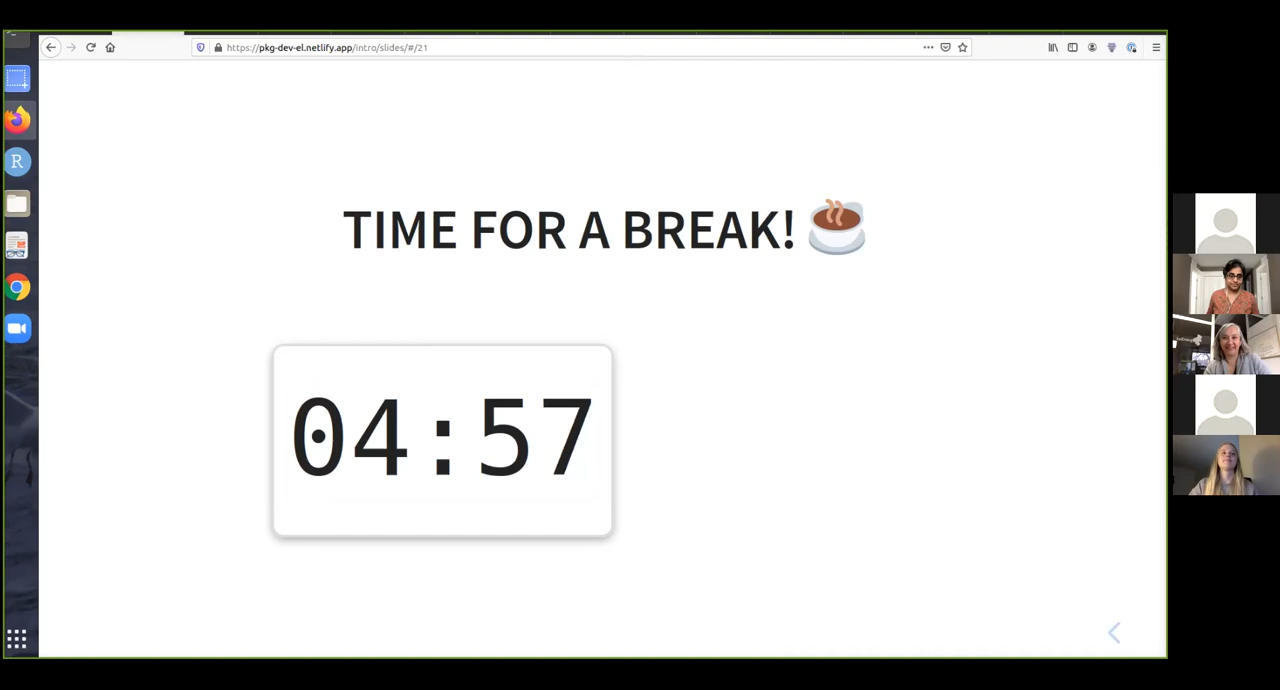 https://pkg-dev-el.netlify.app/intro/slides/#/21
TIME FOR A BREAK!
04:57
R